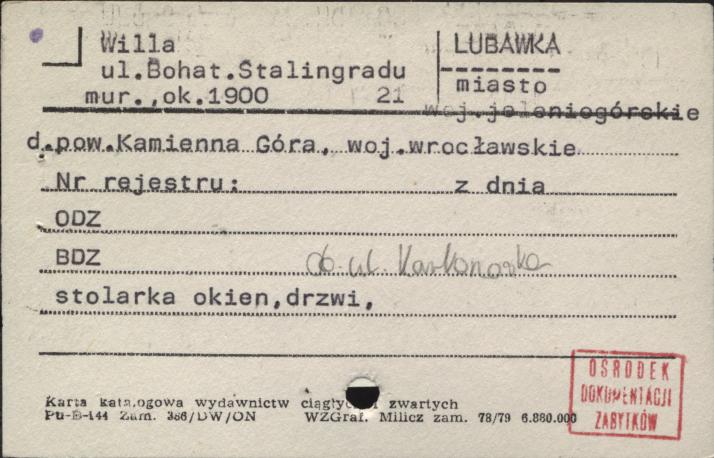 Willa
ul.Bohat.Stalingradu
mur.,ok.1900 21
LUBAWKA
miasto
woj.jeleniogórskie
d.pow.Kamienna Góra, woj.wrocławskie
Nr rejestru: z dnia
ODZ
BDZ
ob. ul. Karkonoska
stolarka okien,drzwi,
OŚRODEK
DOKUMENTACJI
ZABYTKÓW
Karta katalogowa wydawnictw ciągłych i zwartych
Pu-B-144 Zam. 386/DW/ON WZGraf. Milicz zam. 78/79 6.880.000